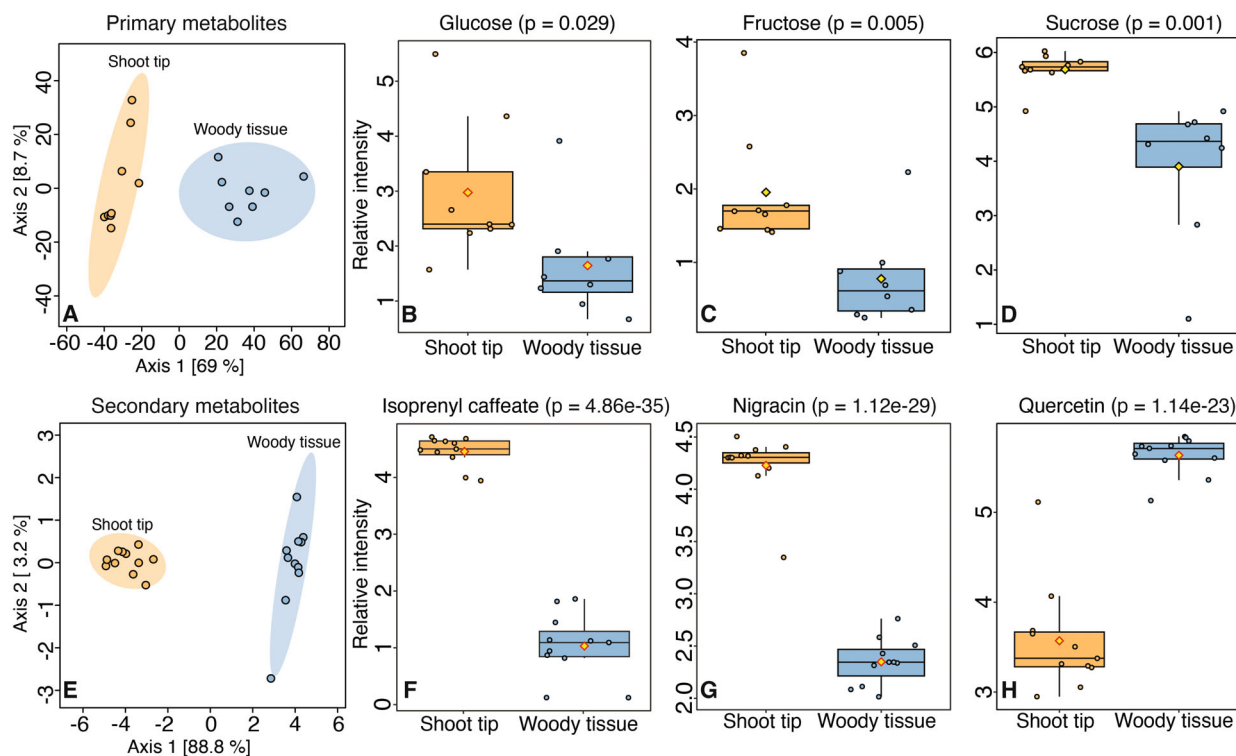 Primary metabolites
Shoot tip
Woody tissue
Axis 2 [8.7 %]
40
20
0
-20
-40
A
-60 -40 -20 0 20 40 60 80
Axis 1 [69 %]
Glucose (p = 0.029)
Relative intensity
5
4
3
2
1
B
Shoot tip Woody tissue
Fructose (p = 0.005)
4
3
2
1
C
Shoot tip Woody tissue
Sucrose (p = 0.001)
6
5
4
3
2
1
D
Shoot tip Woody tissue
Secondary metabolites
Woody tissue
Shoot tip
Axis 2 [ 3.2 %]
3
2
1
0
-1
-2
-3
E
-6 -4 -2 0 2 4 6
Axis 1 [88.8 %]
Isoprenyl caffeate (p = 4.86e-35)
Relative intensity
4
3
2
1
0
F
Shoot tip Woody tissue
Nigracin (p = 1.12e-29)
4.5
4.0
3.5
3.0
2.5
2.0
G
Shoot tip Woody tissue
Quercetin (p = 1.14e-23)
5
4
3
H
Shoot tip Woody tissue